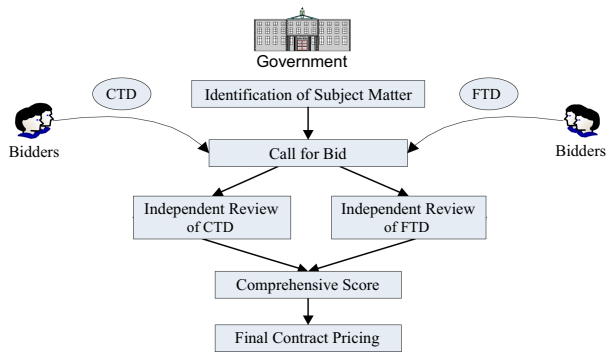 Government
CTD
Identification of Subject Matter
FTD
Bidders
Call for Bid
Bidders
Independent Review
of CTD
Independent Review
of FTD
Comprehensive Score
Final Contract Pricing